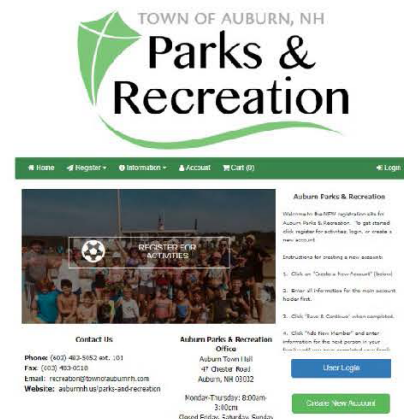 TOWN OF AUBURN, NH
Parks &
Recreation
Home Register Information Account Cart (0) Login
REGISTER FOR
ACTIVITIES
Auburn Parks & Recreation
Welcome to the NEW registration site for
Auburn Parks & Recreation. To get started
click register for activities, login, or create a
new account
Instructions for creating a new account:
1. Click on "Create a New Account" (below)
2. Enter all information for the main account
holder first.
3. Click "Save & Continue" when completed.
4. Click "Add New Member" and enter
information for the next person in your
User Login
Create New Account
Contact Us
Phone: (603) 483-5052 ext.
Fax: (603) 483-0518
Email:
Website: auburnnh.us/parks-and-recreation
Auburn Parks & Recreation
Office
Auburn Town Hall
47 Chester Road
Auburn, NH 03032
Monday-Thursday: 8:00am-
3:00pm
Closed Friday, Saturday, Sunday